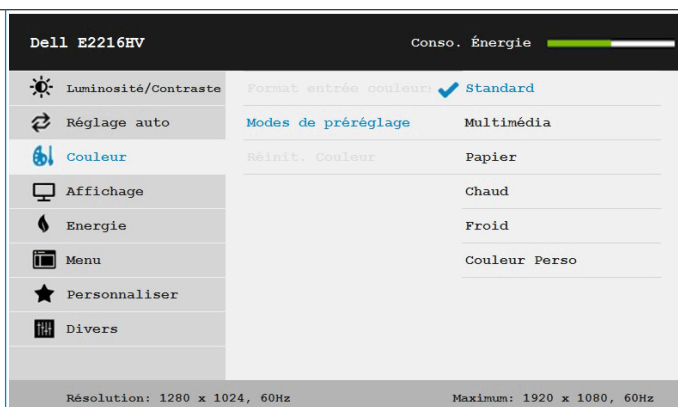 Dell E2216HV Conso. Énergie
Luminosité/Contraste Format entrée couleur: Standard
Réglage auto Modes de préréglage Multimédia
Couleur Réinit. Couleur Papier
Affichage Chaud
Energie Froid
Menu Couleur Perso
Personnaliser
Divers
Résolution: 1280 x 1024, 60Hz Maximum: 1920 x 1080, 60Hz